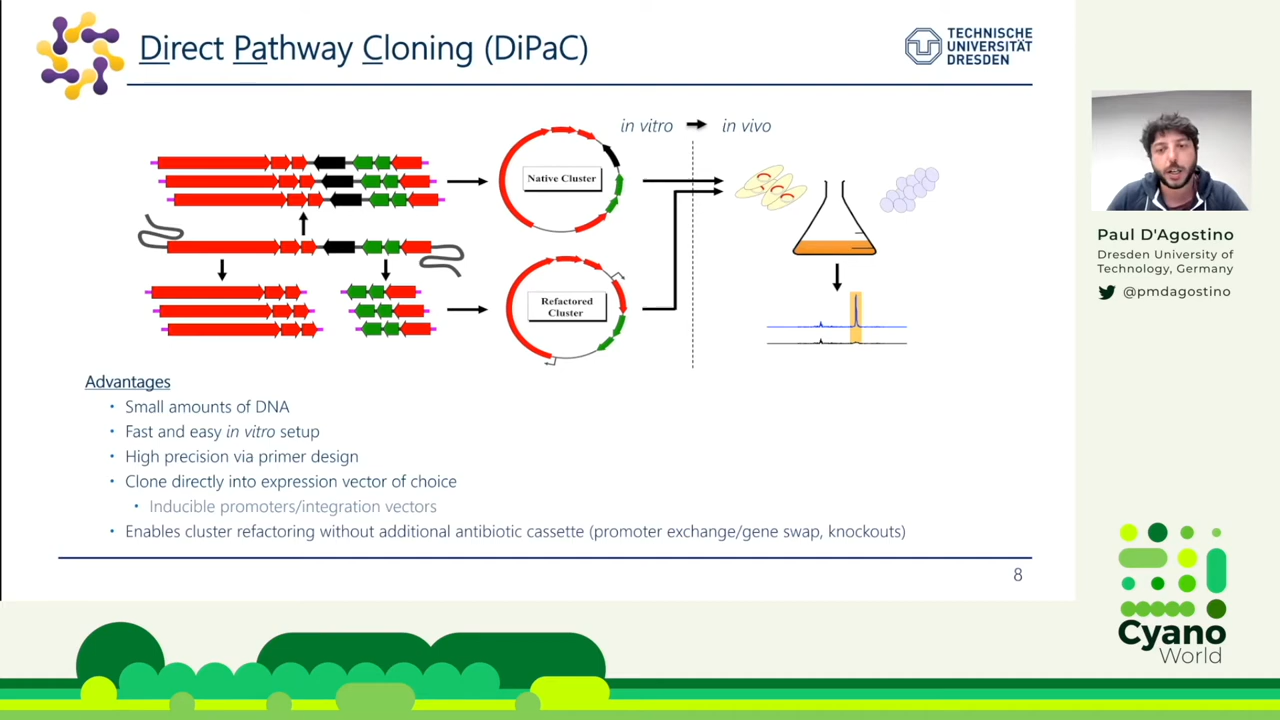 Direct Pathway Cloning (DiPaC)
TECHNISCHE
UNIVERSITÄT
DRESDEN
in vitro
in vivo
Native Cluster
Refactored
Cluster
Advantages
• Small amounts of DNA
• Fast and easy in vitro setup
• High precision via primer design
• Clone directly into expression vector of choice
• Inducible promoters/integration vectors
• Enables cluster refactoring without additional antibiotic cassette (promoter exchange/gene swap, knockouts)
8
Paul D'Agostino
Dresden University of
Technology, Germany
@pmdagostino
Cyano
World